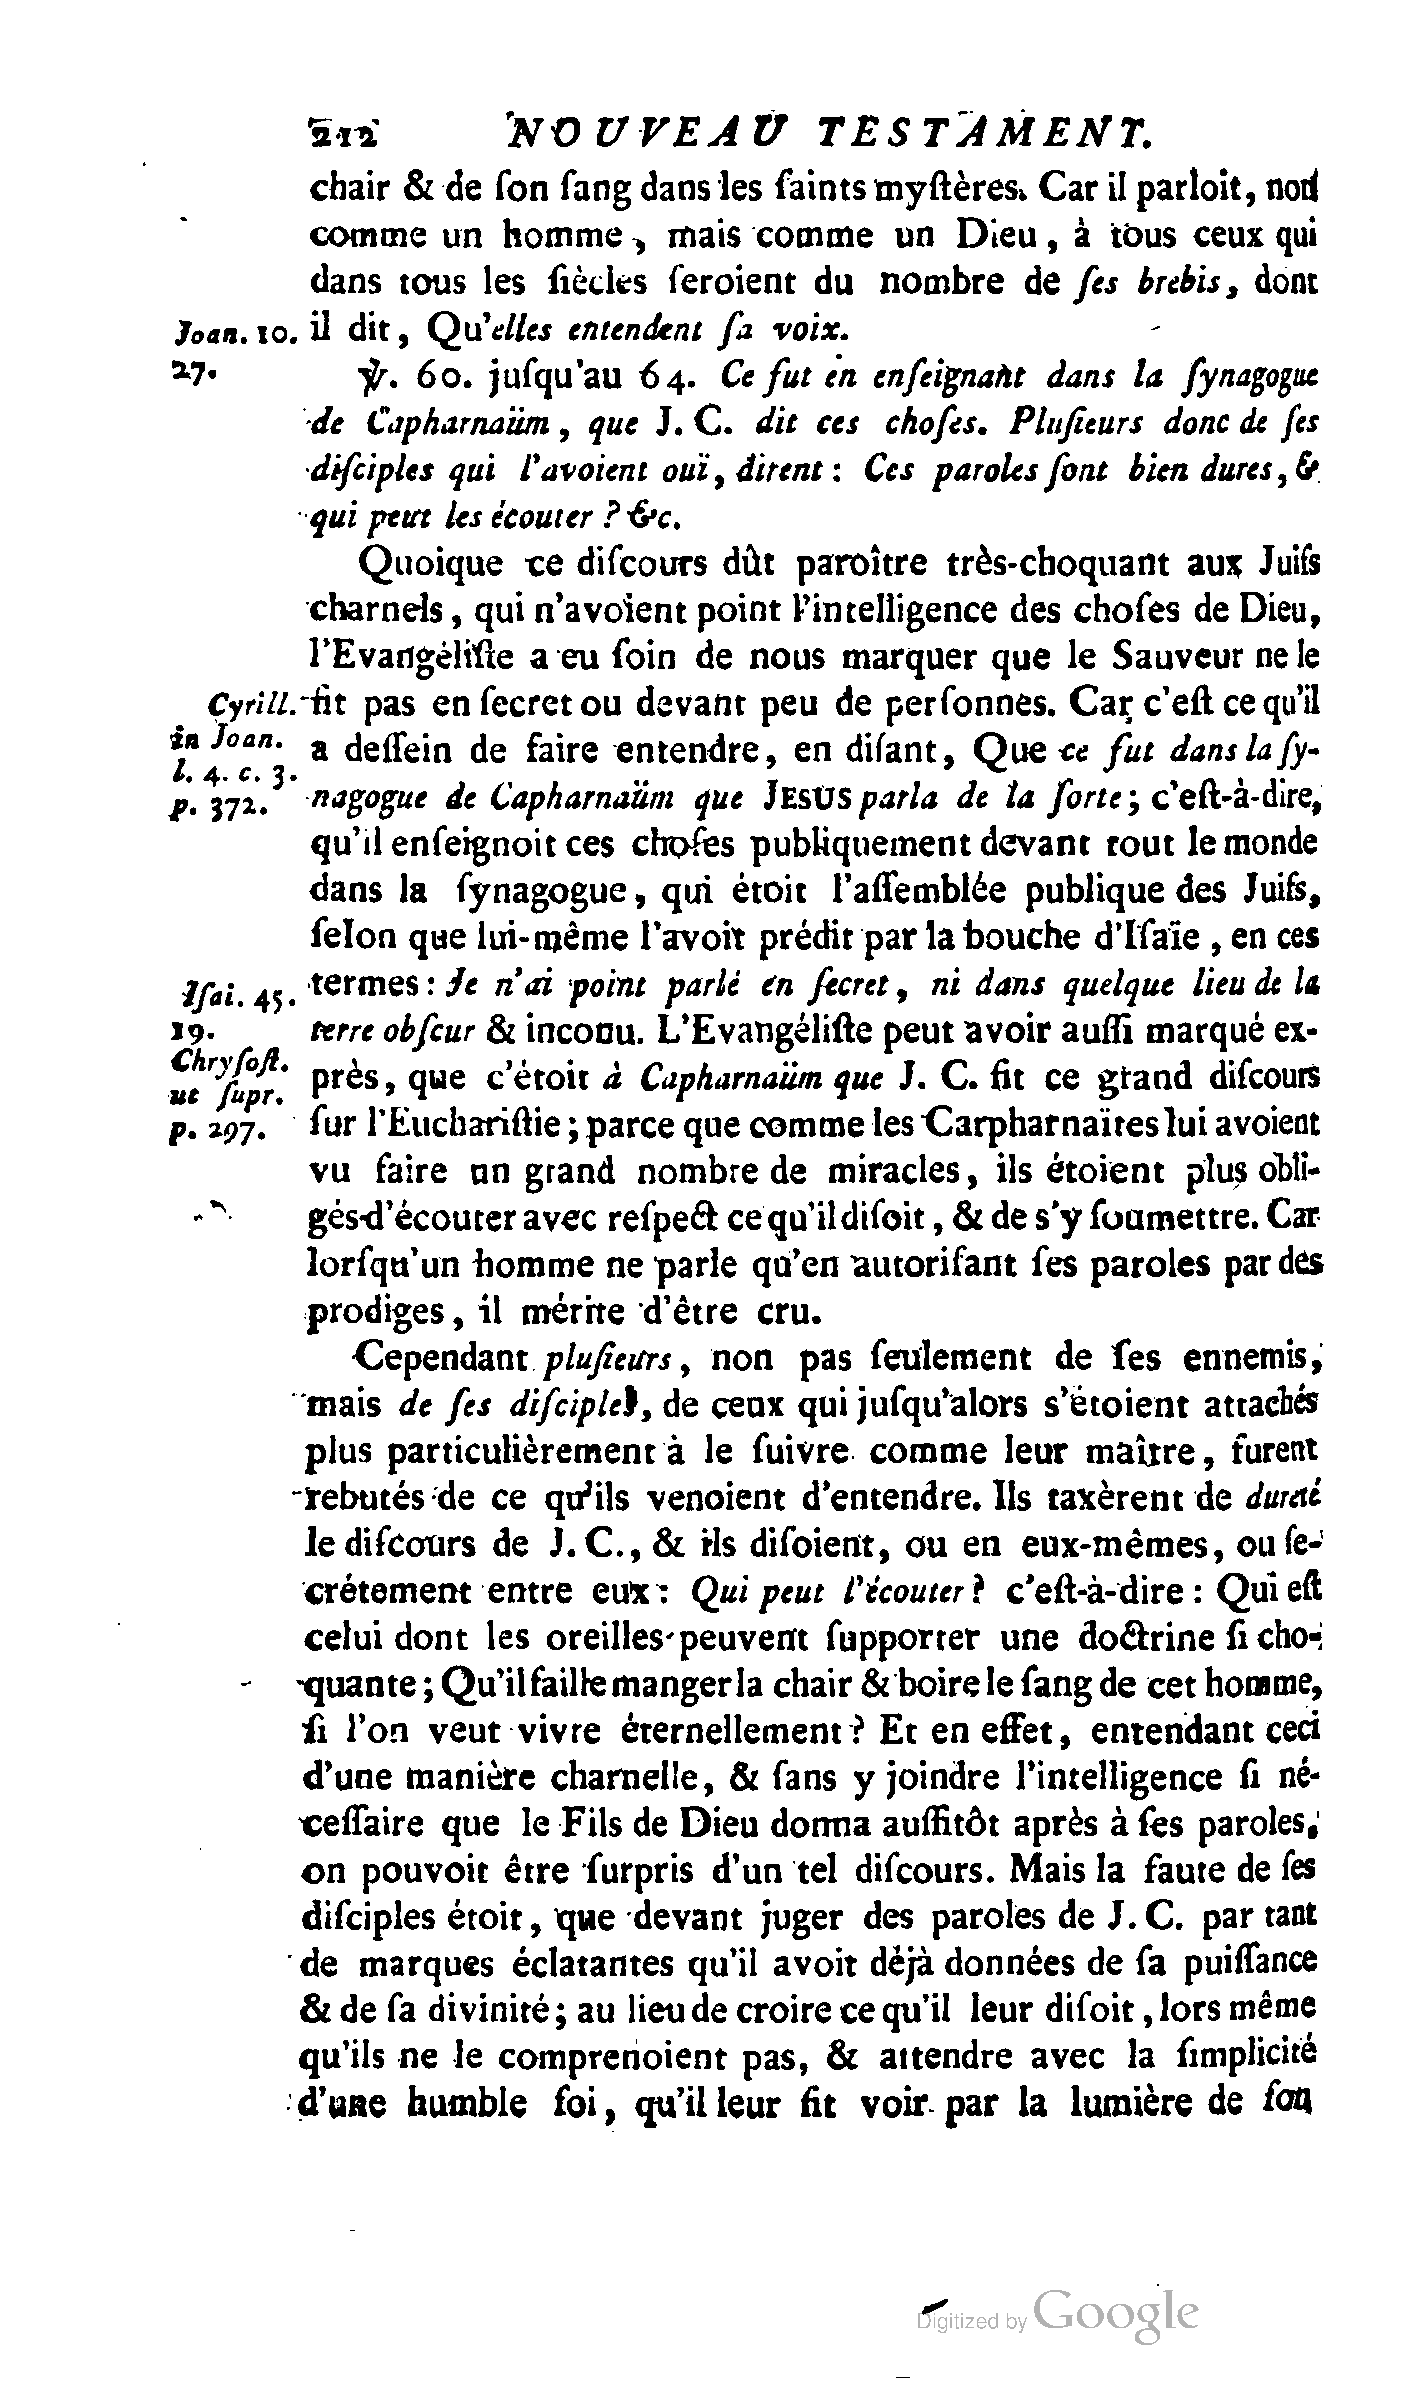 212 NOUVEAU TESTAMENT.
chair & de ſon ſang dans les ſaints myſtères. Car il parloit, non
comme un homme, mais comme un Dieu, à tous ceux qui
dans tous les ſiècles ſeroient du nombre de ſes brebis, dont
Joan. 10. il dit, Qu'elles entendent ſa voix.
27. ℣. 60. juſqu'au 64. Ce fut en enſeignant dans la ſynagogue
de Capharnaüm, que J. C. dit ces choſes. Pluſieurs donc de ſes
diſciples qui l'avoient ouï, dirent : Ces paroles ſont bien dures, &
qui peut les écouter ? &c.
Quoique ce diſcours dût paroître très-choquant aux Juifs
charnels, qui n'avoient point l'intelligence des choſes de Dieu,
l'Evangéliſte a eu ſoin de nous marquer que le Sauveur ne le
Cyrill. fit pas en ſecret ou devant peu de perſonnes. Car c'eſt ce qu'il
in Joan. a deſſein de faire entendre, en diſant, Que ce fut dans la ſy-
l. 4. c. 3.
p. 372. nagogue de Capharnaüm que JESUS parla de la ſorte; c'eſt-à-dire,
qu'il enſeignoit ces choſes publiquement devant tout le monde
dans la ſynagogue, qui étoit l'aſſemblée publique des Juifs,
ſelon que lui-même l'avoit prédit par la bouche d'Iſaïe, en ces
Iſai. 45. termes : Je n'ai point parlé en ſecret, ni dans quelque lieu de la
19. terre obſcur & inconu. L'Evangéliſte peut avoir auſſi marqué ex-
Chryſoſt.
ut ſupr. près, que c'étoit à Capharnaüm que J. C. fit ce grand diſcours
p. 297. ſur l'Euchariſtie; parce que comme les Carpharnaïtes lui avoient
vu faire un grand nombre de miracles, ils étoient plus obli-
gés d'écouter avec reſpect ce qu'il diſoit, & de s'y ſoumettre. Car
lorſqu'un homme ne parle qu'en autoriſant ſes paroles par des
prodiges, il mérite d'être cru.
Cependant pluſieurs, non pas ſeulement de ſes ennemis,
mais de ſes diſciples, de ceux qui juſqu'alors s'étoient attachés
plus particulièrement à le ſuivre comme leur maître, furent
rebutés de ce qu'ils venoient d'entendre. Ils taxèrent de dureté
le diſcours de J. C., & ils diſoient, ou en eux-mêmes, ou ſe-
crétement entre eux : Qui peut l'écouter ? c'eſt-à-dire : Qui eſt
celui dont les oreilles peuvent ſupporter une doctrine ſi cho-
quante; Qu'il faille manger la chair & boire le ſang de cet homme,
ſi l'on veut vivre éternellement ? Et en effet, entendant ceci
d'une manière charnelle, & ſans y joindre l'intelligence ſi né-
ceſſaire que le Fils de Dieu donna auſſitôt après à ſes paroles,
on pouvoit être ſurpris d'un tel diſcours. Mais la faute de ſes
diſciples étoit, que devant juger des paroles de J. C. par tant
de marques éclatantes qu'il avoit déjà données de ſa puiſſance
& de ſa divinité; au lieu de croire ce qu'il leur diſoit, lors même
qu'ils ne le comprenoient pas, & attendre avec la ſimplicité
d'une humble foi, qu'il leur fît voir par la lumière de ſon
Digitized by Google